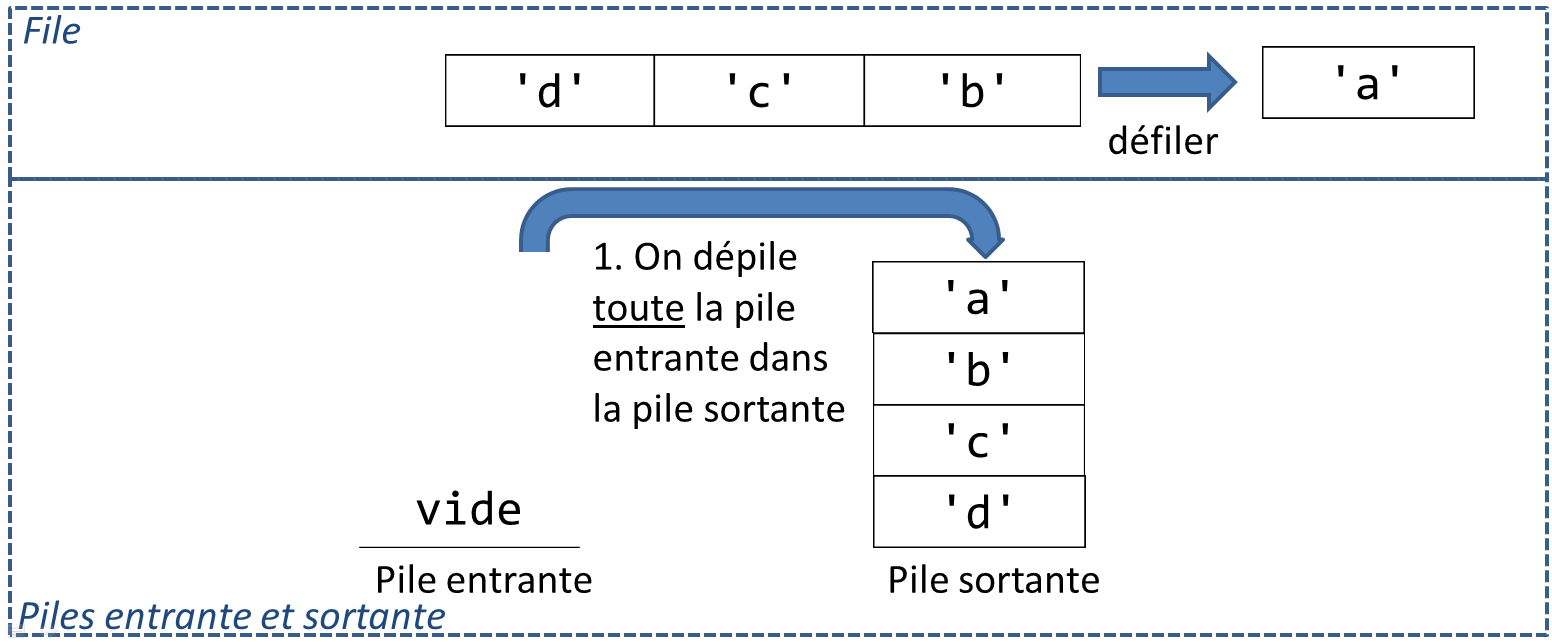 File
'd' 'c' 'b' 'a'
défiler
1. On dépile
toute la pile
entrante dans
la pile sortante
'a'
'b'
'c'
'd'
vide
Pile entrante
Pile sortante
Piles entrante et sortante